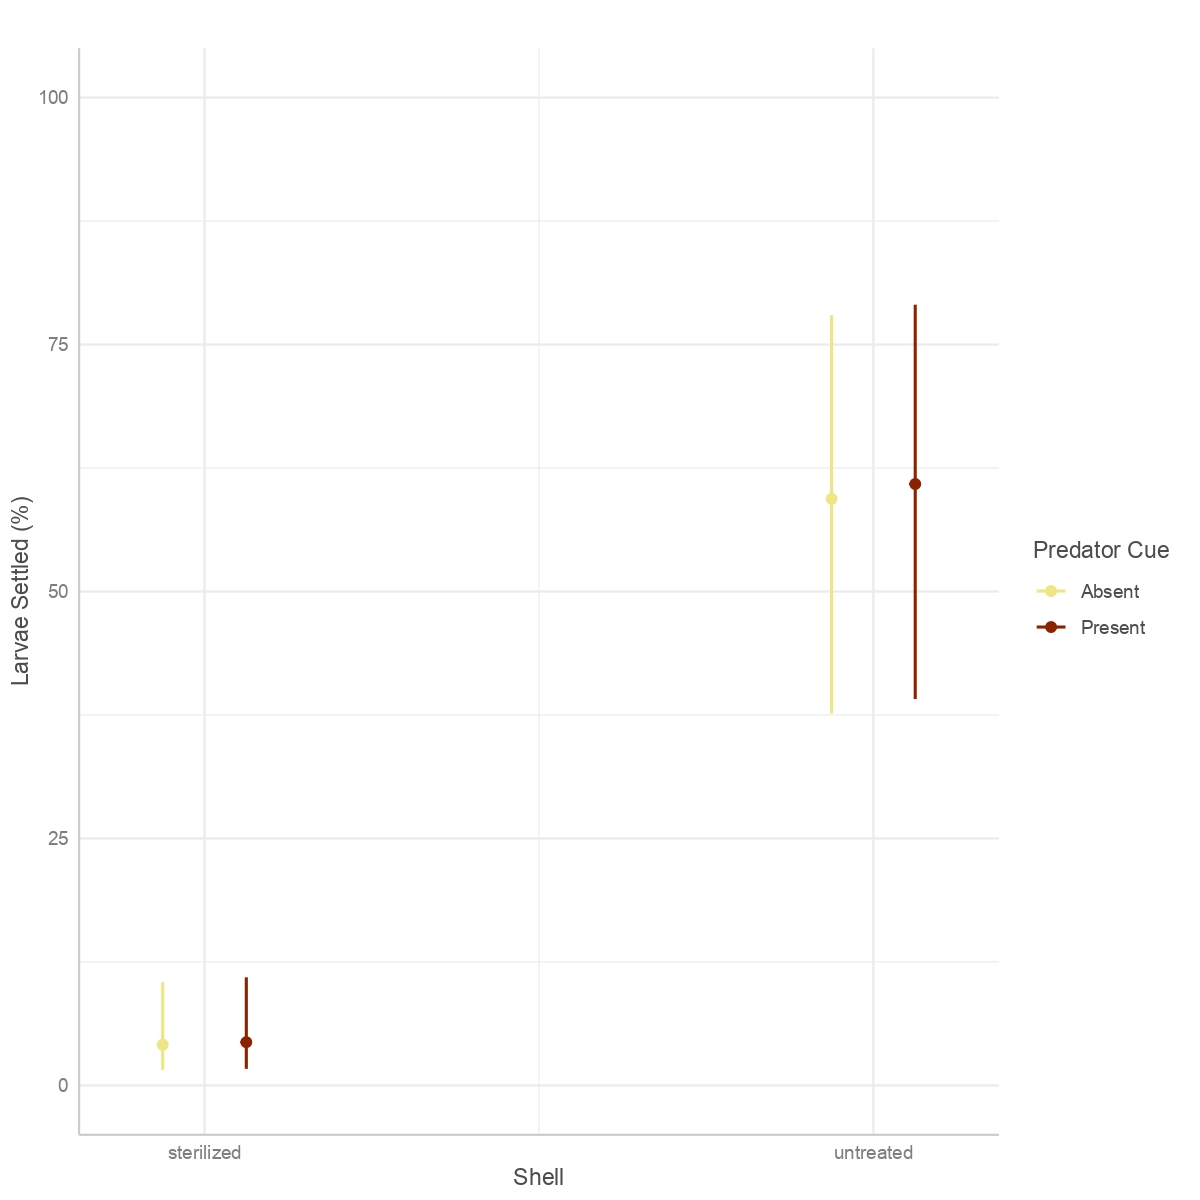 100
75
50
25
0
Larvae Settled (%)
sterilized
untreated
Shell
Predator Cue
Absent
Present